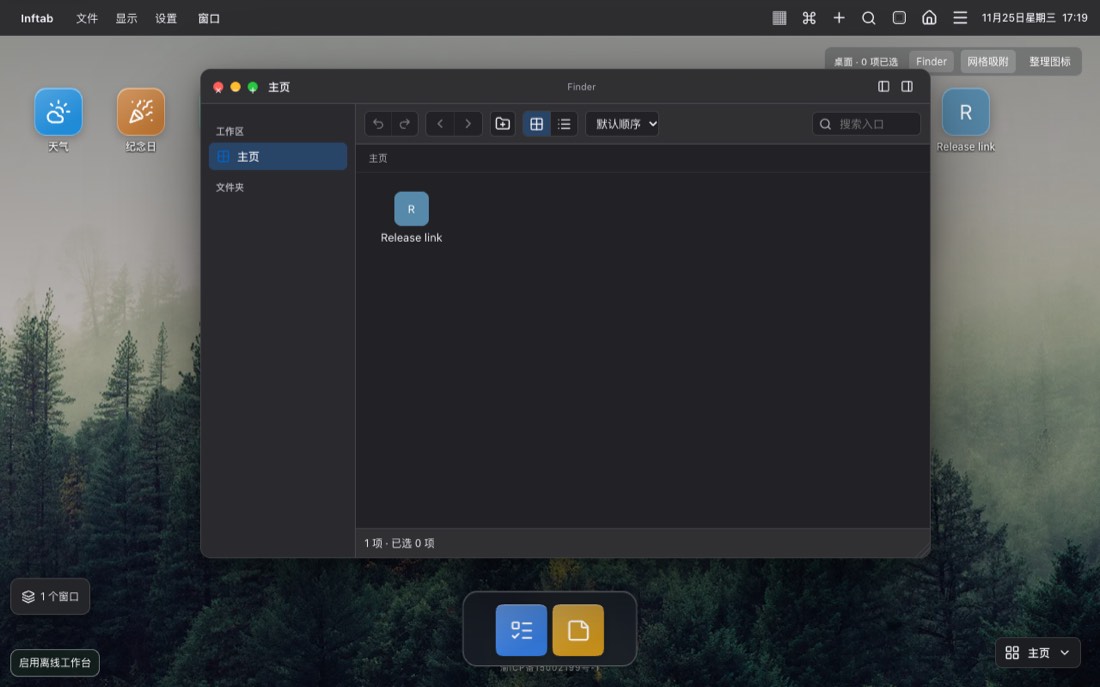 Inftab 文件 显示 设置 窗口 11月25日星期三 17:19
桌面 · 0 项已选 Finder 网格吸附 整理图标
主页 Finder
天气
纪念日
R
Release link
工作区
主页
文件夹
默认顺序
搜索入口
主页
R
Release link
1 项 · 已选 0 项
1 个窗口
启用离线工作台
主页